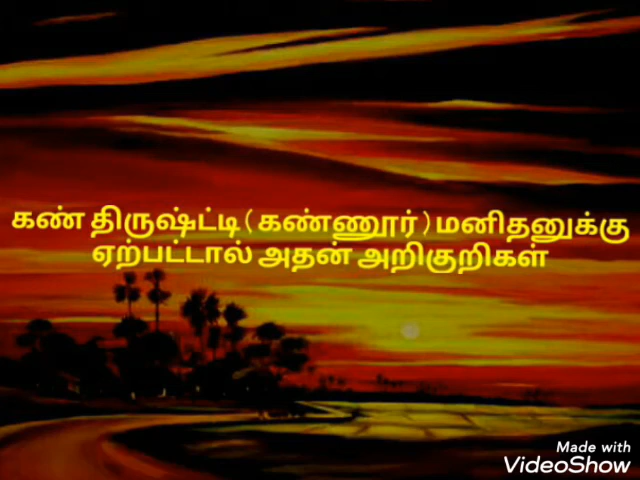 கண் திருஷ்ட்டி(கண்ணூர்)மனிதனுக்கு
ஏற்பட்டால் அதன் அறிகுறிகள்
Made with
VideoShow